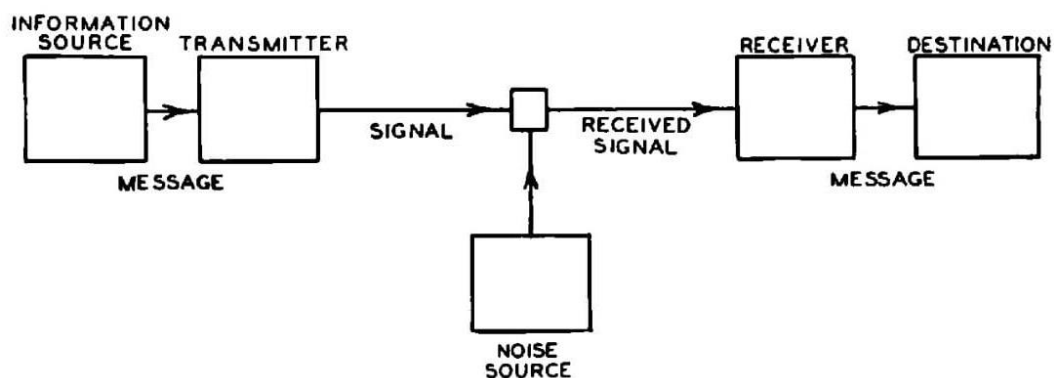 INFORMATION
SOURCE
TRANSMITTER
RECEIVER
DESTINATION
SIGNAL
RECEIVED
SIGNAL
MESSAGE
MESSAGE
NOISE
SOURCE